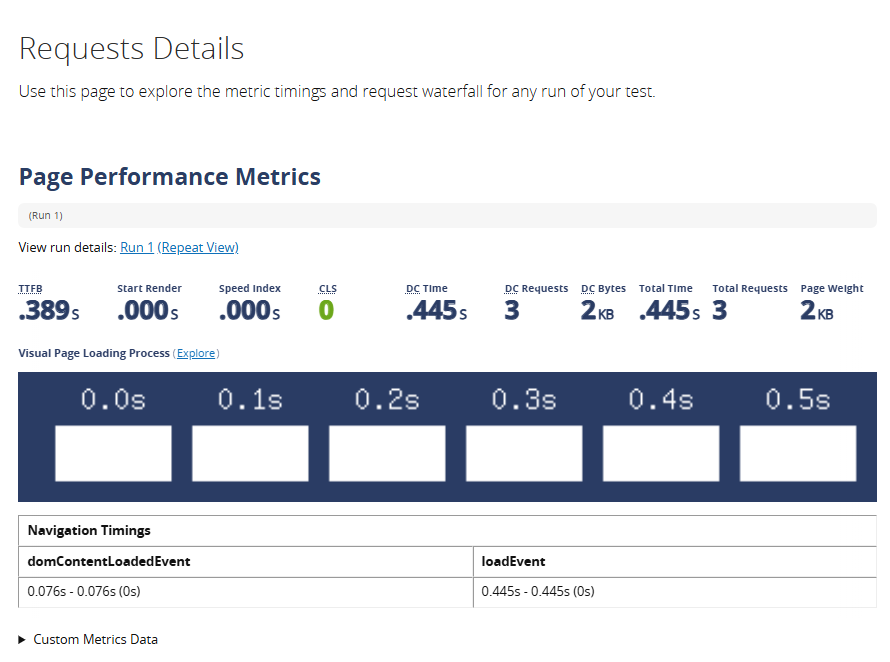 Requests Details
Use this page to explore the metric timings and request waterfall for any run of your test.
Page Performance Metrics
(Run 1)
View run details: Run 1 (Repeat View)
TTFB Start Render Speed Index CLS DC Time DC Requests DC Bytes Total Time Total Requests Page Weight
.389s .000s .000s 0 .445s 3 2KB .445s 3 2KB
Visual Page Loading Process (Explore)
0.0s 0.1s 0.2s 0.3s 0.4s 0.5s
Navigation Timings
domContentLoadedEvent loadEvent
0.076s - 0.076s (0s) 0.445s - 0.445s (0s)
▶ Custom Metrics Data